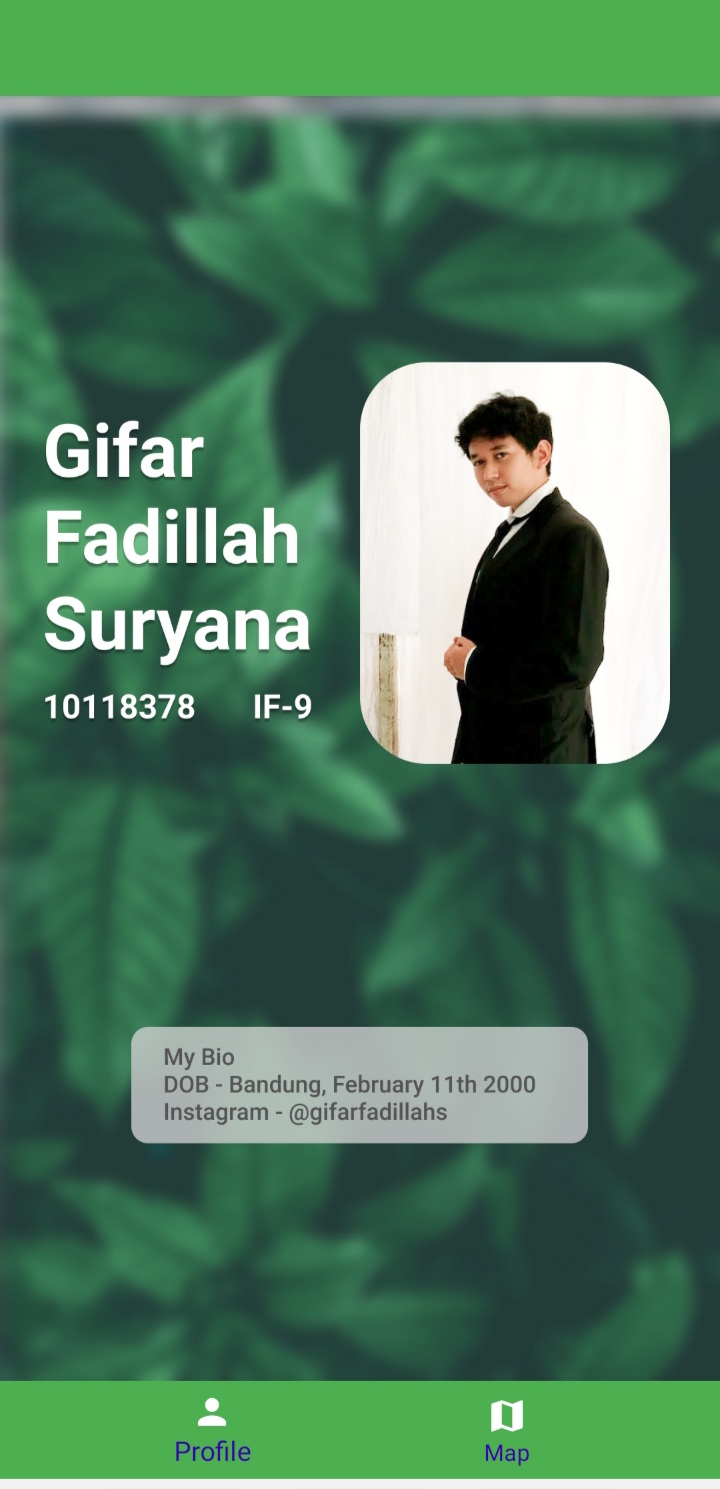 Gifar
Fadillah
Suryana
10118378 IF-9
My Bio
DOB - Bandung, February 11th 2000
Instagram - @gifarfadillahs
Profile Map